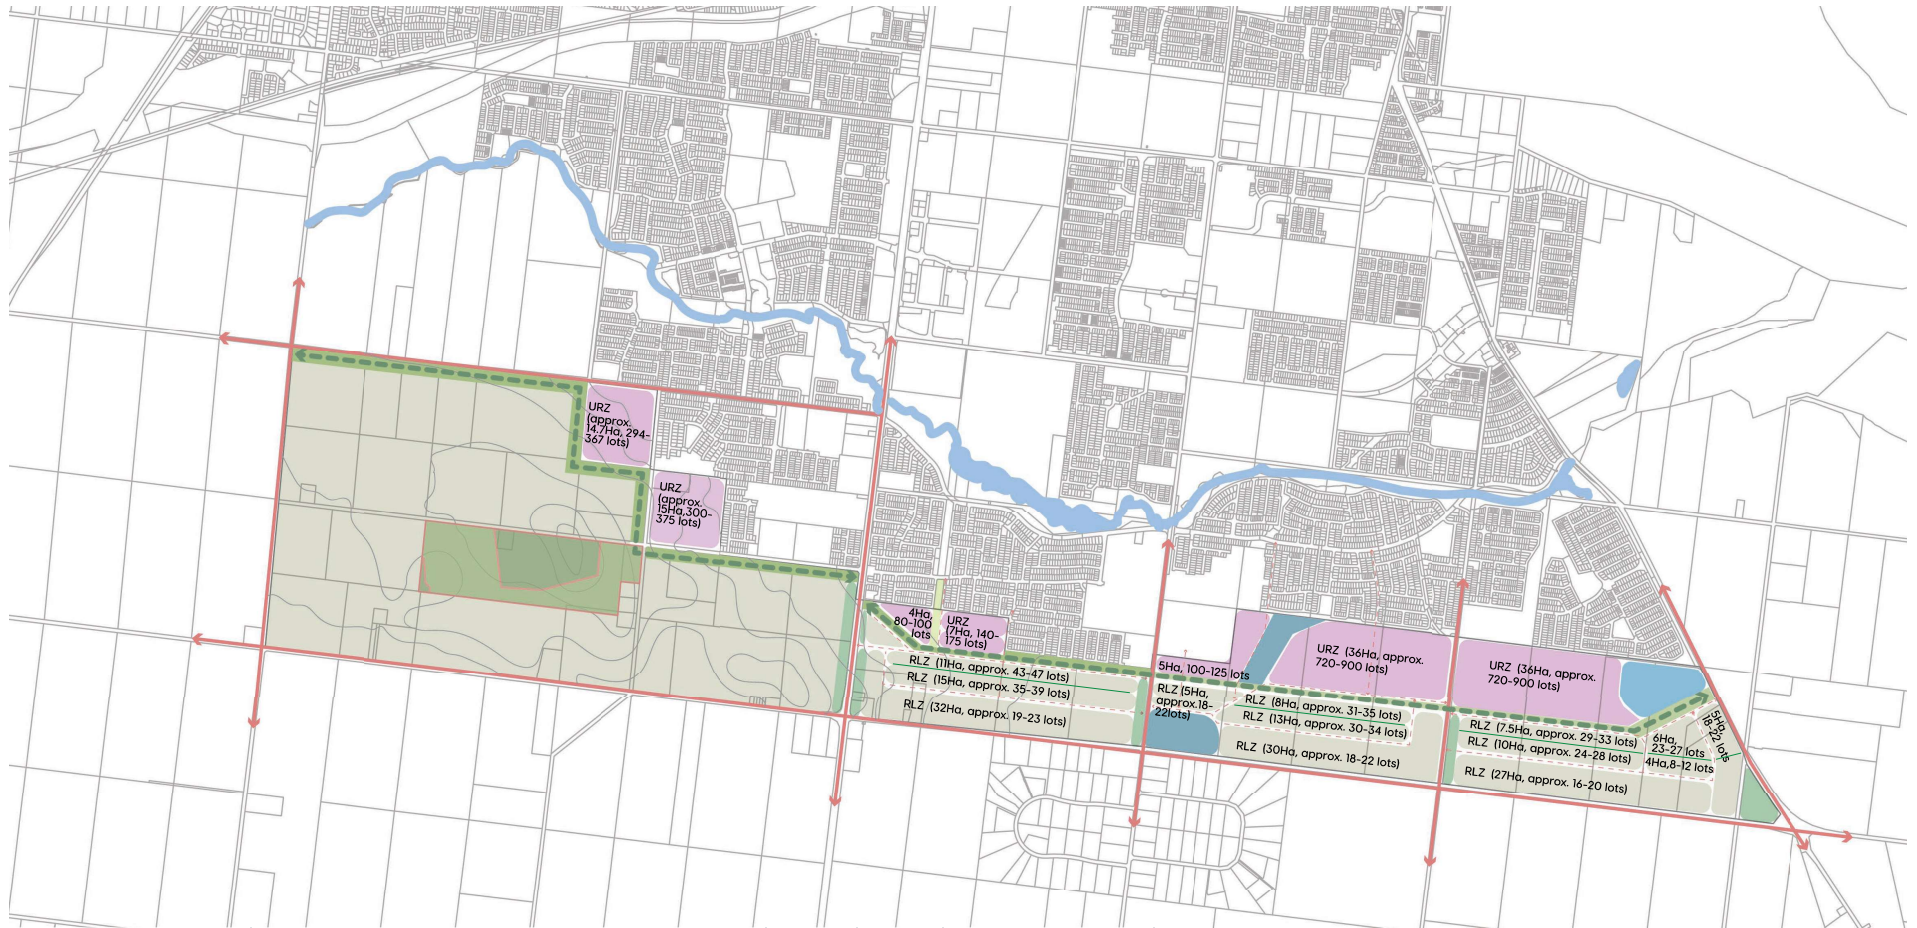 URZ
(approx.
14.7Ha, 294-
367 lots)
URZ
(approx.
15Ha,300-
375 lots)
4Ha,
80-100
lots
URZ
(7Ha, 140-
175 lots)
RLZ (11Ha, approx. 43-47 lots)
RLZ (15Ha, approx. 35-39 lots)
RLZ (32Ha, approx. 19-23 lots)
5Ha, 100-125 lots
RLZ (5Ha,
approx.18-
22lots)
URZ (36Ha, approx.
720-900 lots)
RLZ (8Ha, approx. 31-35 lots)
RLZ (13Ha, approx. 30-34 lots)
RLZ (30Ha, approx. 18-22 lots)
URZ (36Ha, approx.
720-900 lots)
RLZ (7.5Ha, approx. 29-33 lots)
RLZ (10Ha, approx. 24-28 lots)
RLZ (27Ha, approx. 16-20 lots)
6Ha,
23-27 lots
4Ha,8-12 lots
5Ha,
18-22 lots